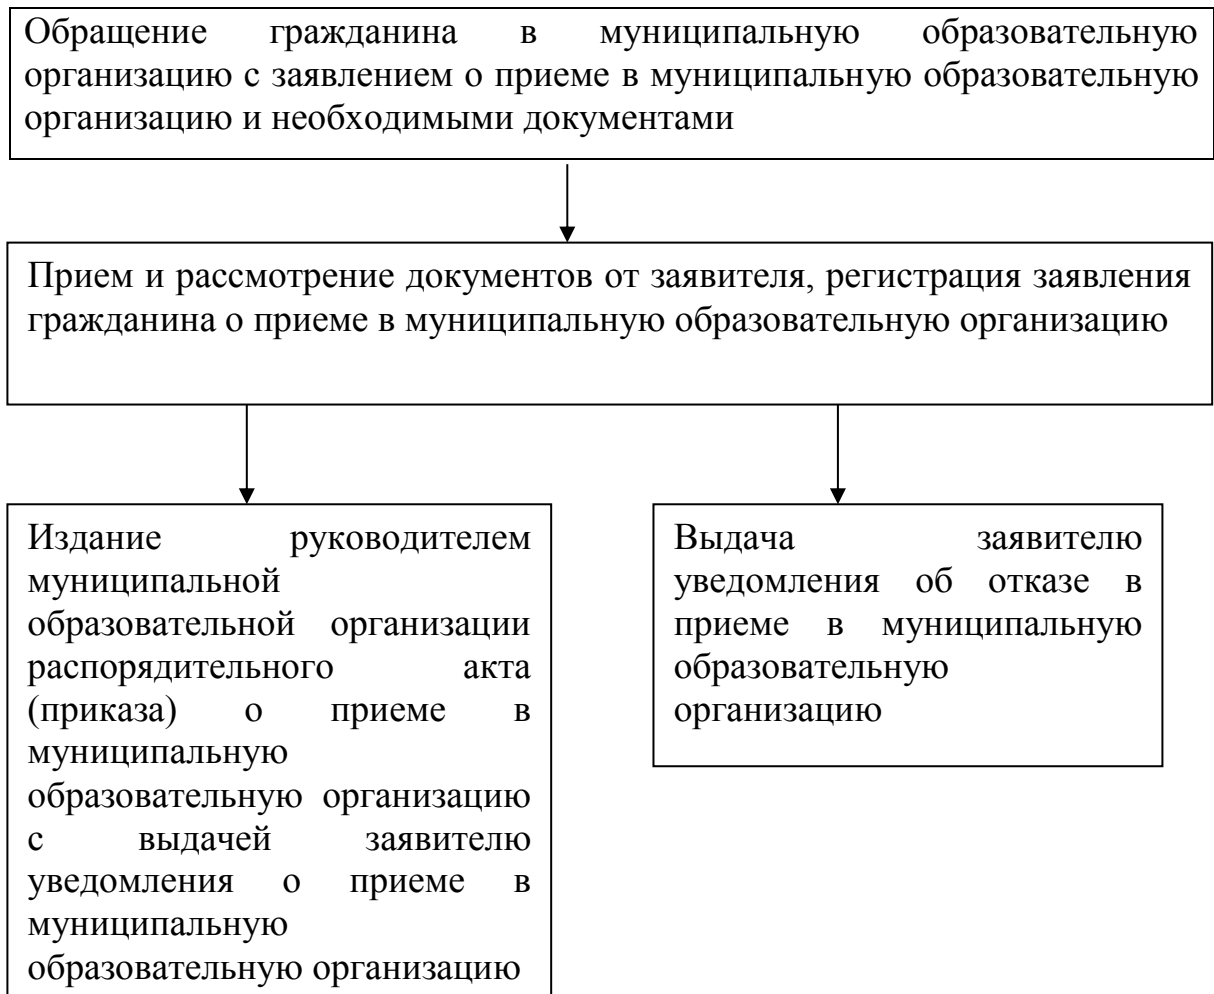 Обращение гражданина в муниципальную образовательную
организацию с заявлением о приеме в муниципальную образовательную
организацию и необходимыми документами
Прием и рассмотрение документов от заявителя, регистрация заявления
гражданина о приеме в муниципальную образовательную организацию
Издание руководителем
муниципальной
образовательной организации
распорядительного акта
(приказа) о приеме в
муниципальную
образовательную организацию
с выдачей заявителю
уведомления о приеме в
муниципальную
образовательную организацию
Выдача заявителю
уведомления об отказе в
приеме в муниципальную
образовательную
организацию